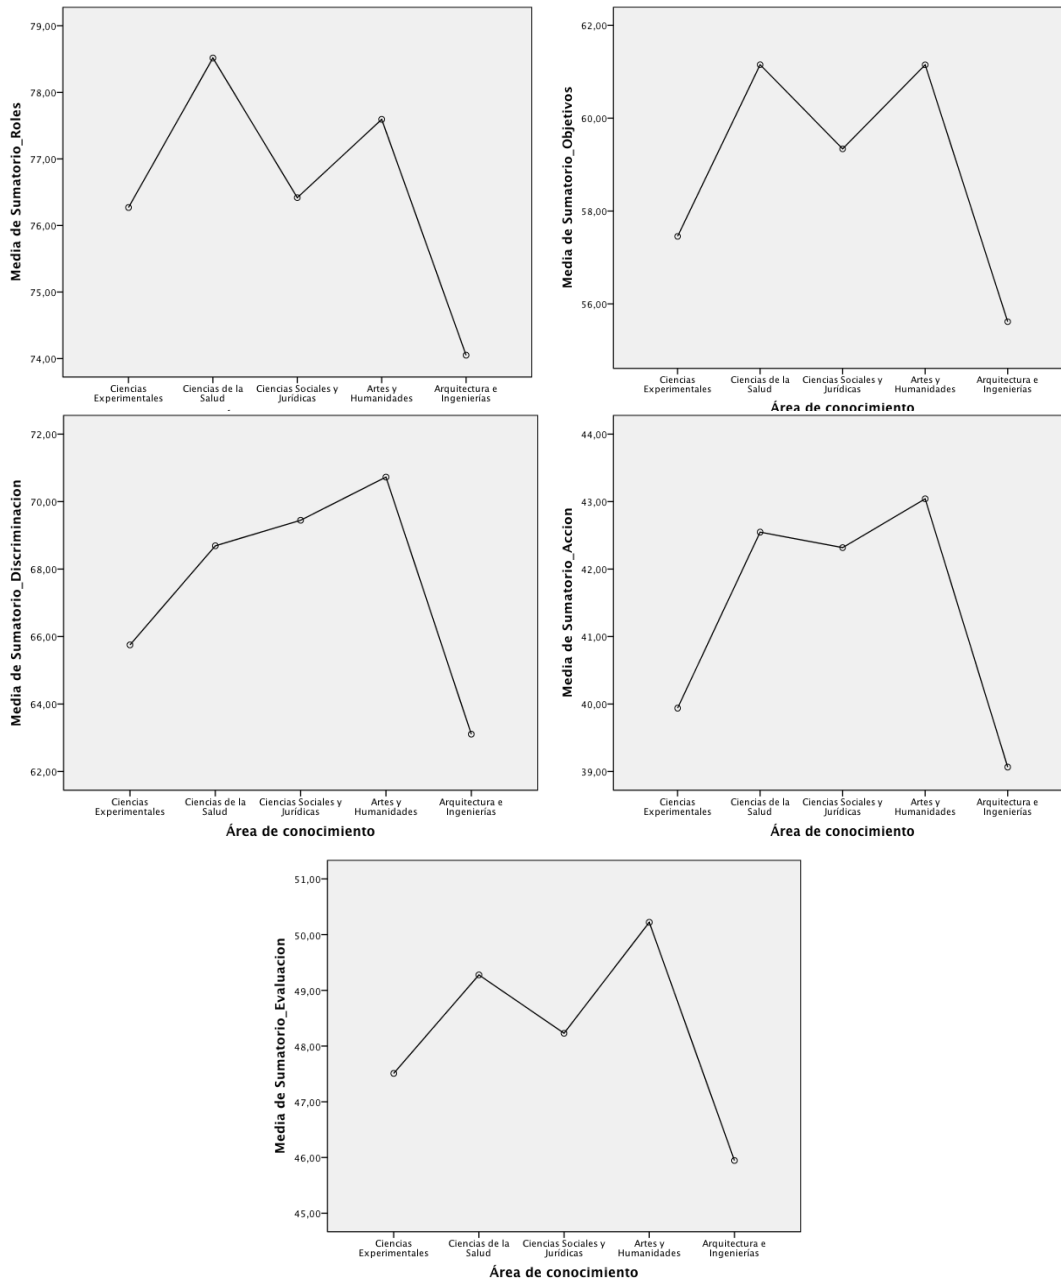 Media de Sumatorio_Roles
79,00
78,00
77,00
76,00
75,00
74,00
Ciencias
Experimentales
Ciencias de la
Salud
Ciencias Sociales y
Jurídicas
Artes y
Humanidades
Arquitectura e
Ingenierías
Media de Sumatorio_Objetivos
62,00
60,00
58,00
56,00
Ciencias
Experimentales
Ciencias de la
Salud
Ciencias Sociales y
Jurídicas
Artes y
Humanidades
Arquitectura e
Ingenierías
Área de conocimiento
Media de Sumatorio_Discriminacion
72,00
70,00
68,00
66,00
64,00
62,00
Ciencias
Experimentales
Ciencias de la
Salud
Ciencias Sociales y
Jurídicas
Artes y
Humanidades
Arquitectura e
Ingenierías
Área de conocimiento
Media de Sumatorio_Accion
44,00
43,00
42,00
41,00
40,00
39,00
Ciencias
Experimentales
Ciencias de la
Salud
Ciencias Sociales y
Jurídicas
Artes y
Humanidades
Arquitectura e
Ingenierías
Área de conocimiento
Media de Sumatorio_Evaluacion
51,00
50,00
49,00
48,00
47,00
46,00
45,00
Ciencias
Experimentales
Ciencias de la
Salud
Ciencias Sociales y
Jurídicas
Artes y
Humanidades
Arquitectura e
Ingenierías
Área de conocimiento